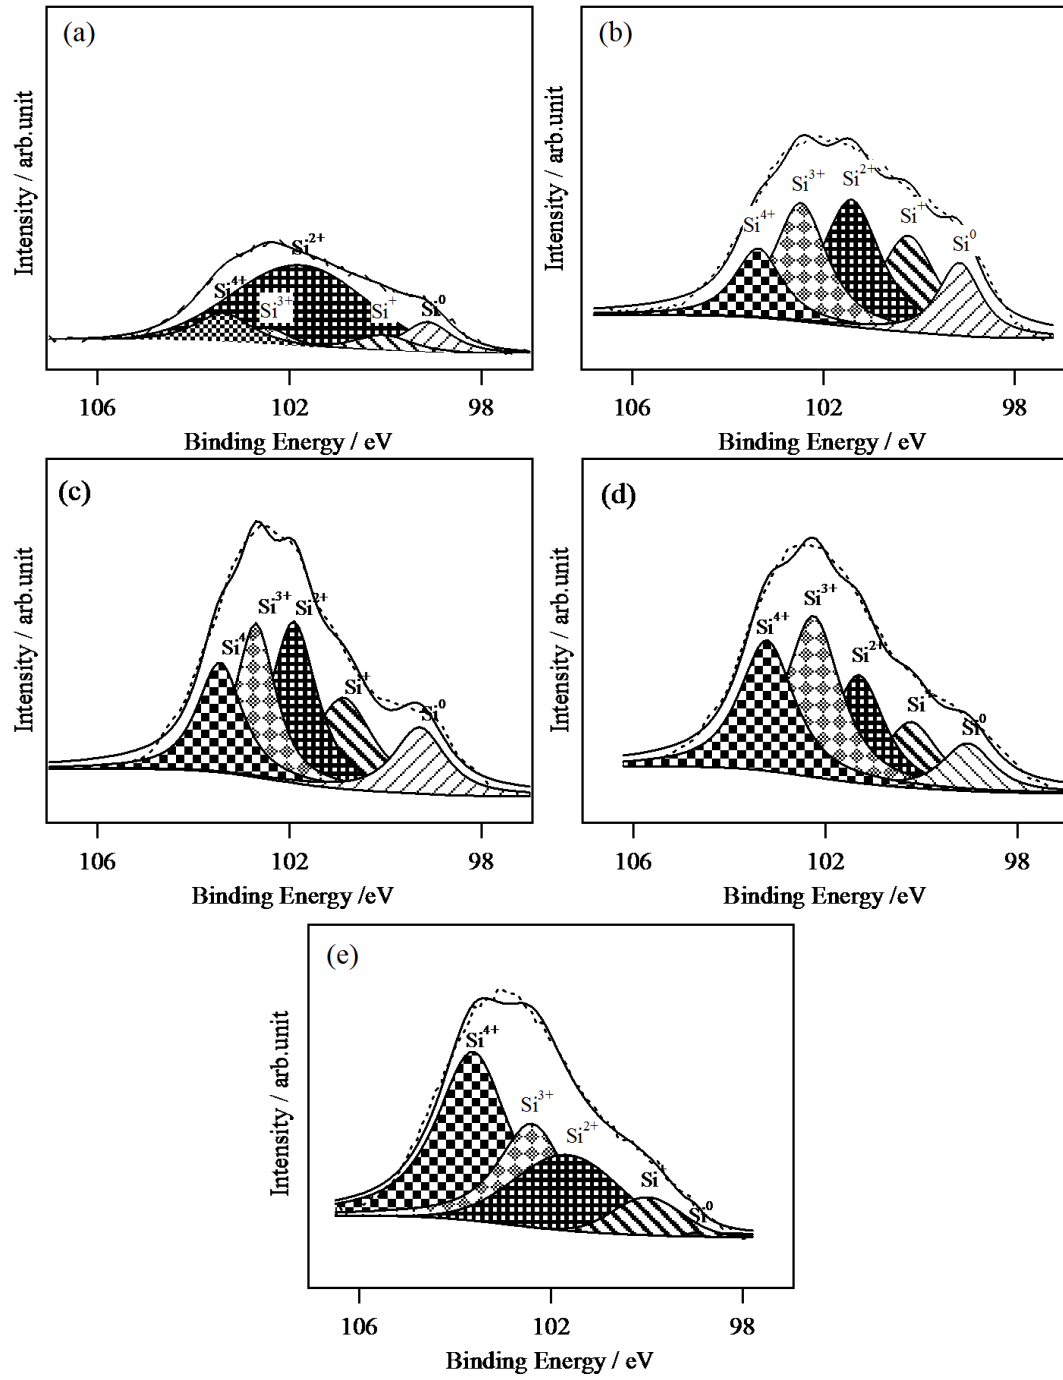 (a)
Si²⁺
Si⁴⁺
Si³⁺
Si⁺
Si⁰
Intensity / arb.unit
106 102 98
Binding Energy / eV
(b)
Si³⁺
Si²⁺
Si⁴⁺
Si⁺
Si⁰
Intensity / arb.unit
106 102 98
Binding Energy / eV
(c)
Si³⁺
Si²⁺
Si⁴
Si⁺
Si⁰
Intensity / arb.unit
106 102 98
Binding Energy /eV
(d)
Si⁴⁺
Si³⁺
Si²⁺
Si⁺
Si⁰
Intensity / arb.unit
106 102 98
Binding Energy / eV
(e)
Si⁴⁺
Si³⁺
Si²⁺
Si⁺
Si⁰
Intensity / arb.unit
106 102 98
Binding Energy / eV